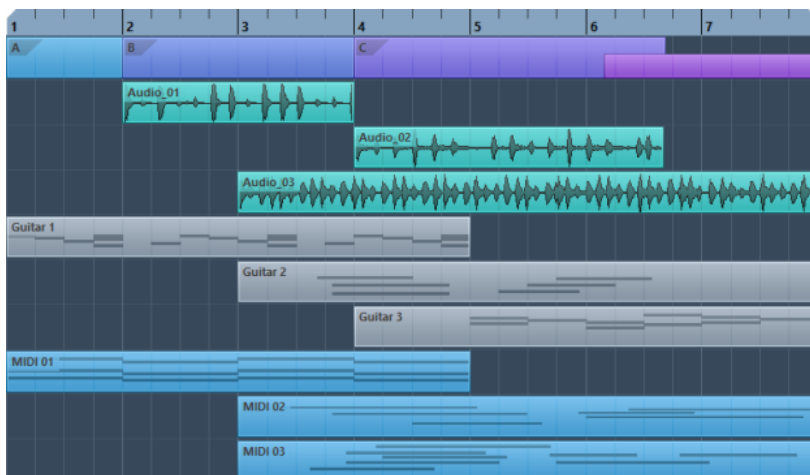 1 2 3 4 5 6 7
A B C
Audio_01
Audio_02
Audio_03
Guitar 1
Guitar 2
Guitar 3
MIDI 01
MIDI 02
MIDI 03